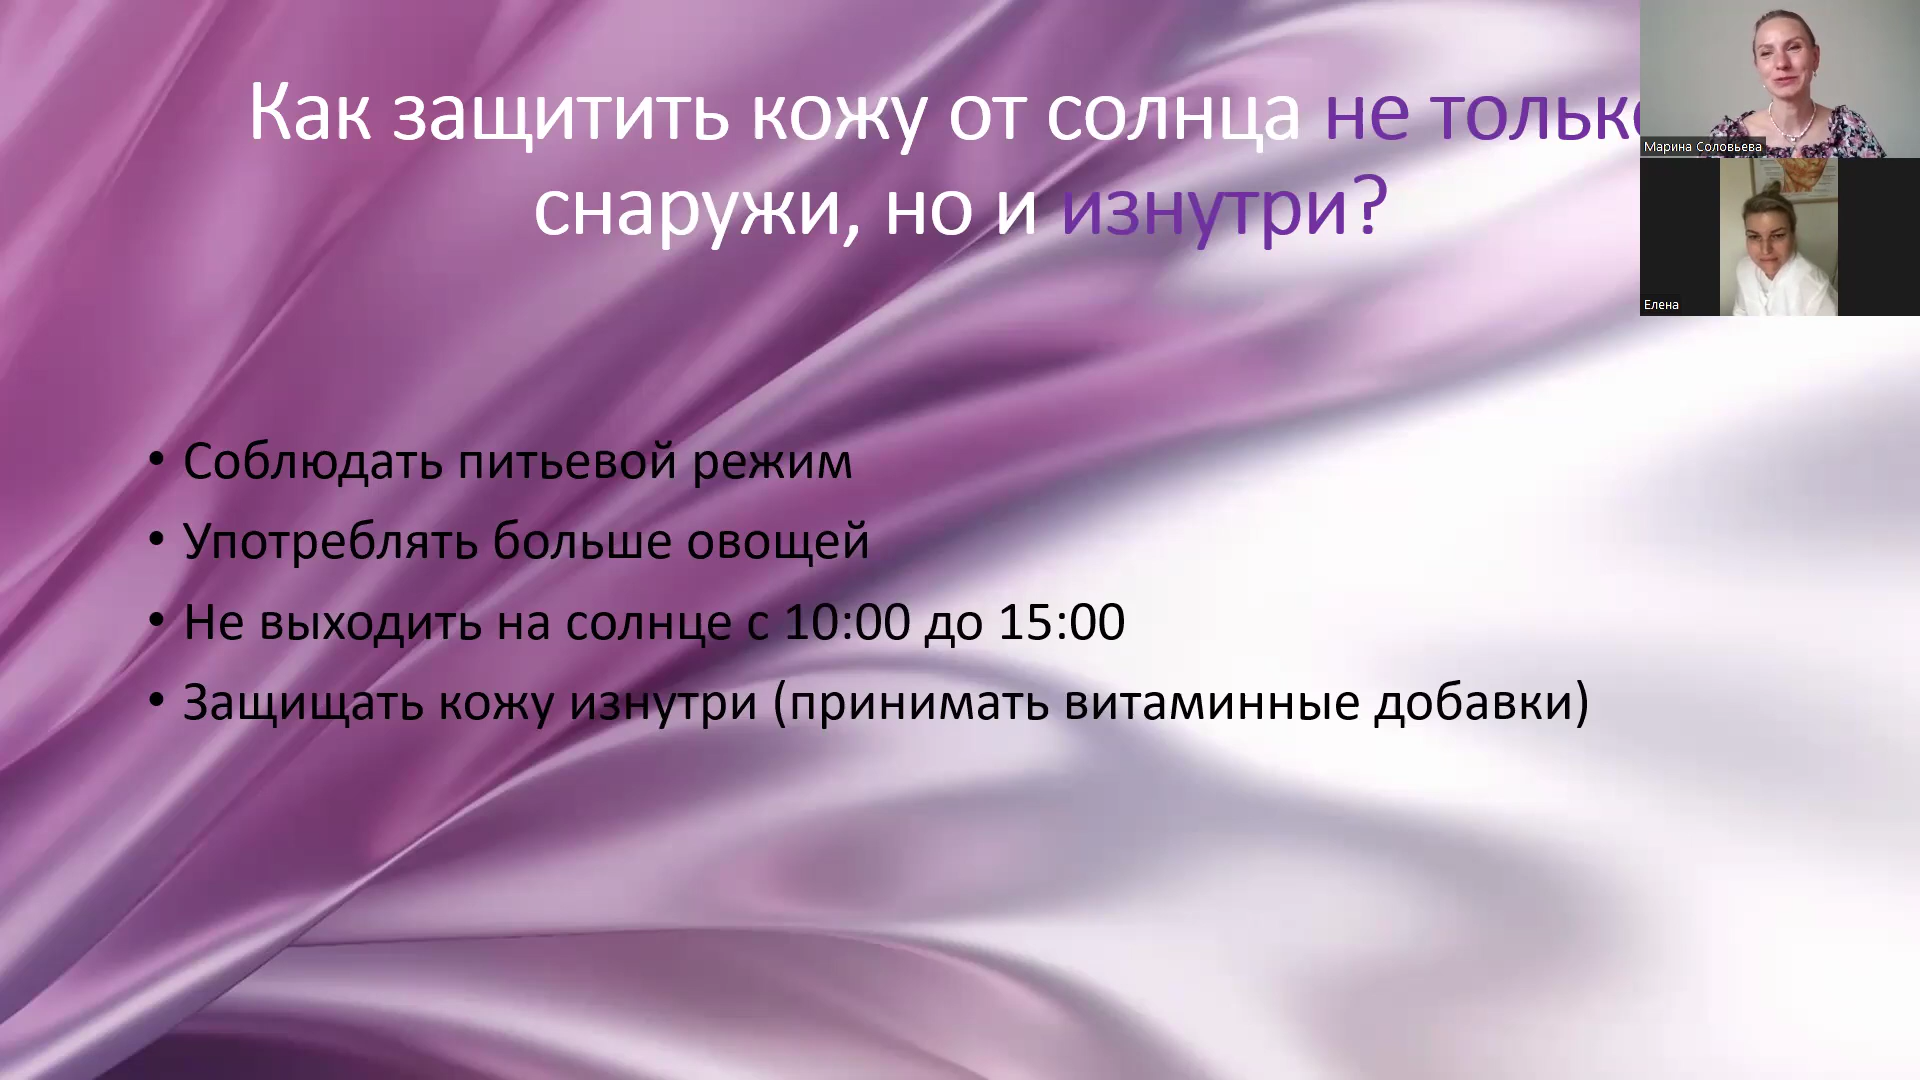 Как защитить кожу от солнца не только
снаружи, но и изнутри?
Марина Соловьева
Елена
• Соблюдать питьевой режим
• Употреблять больше овощей
• Не выходить на солнце с 10:00 до 15:00
• Защищать кожу изнутри (принимать витаминные добавки)